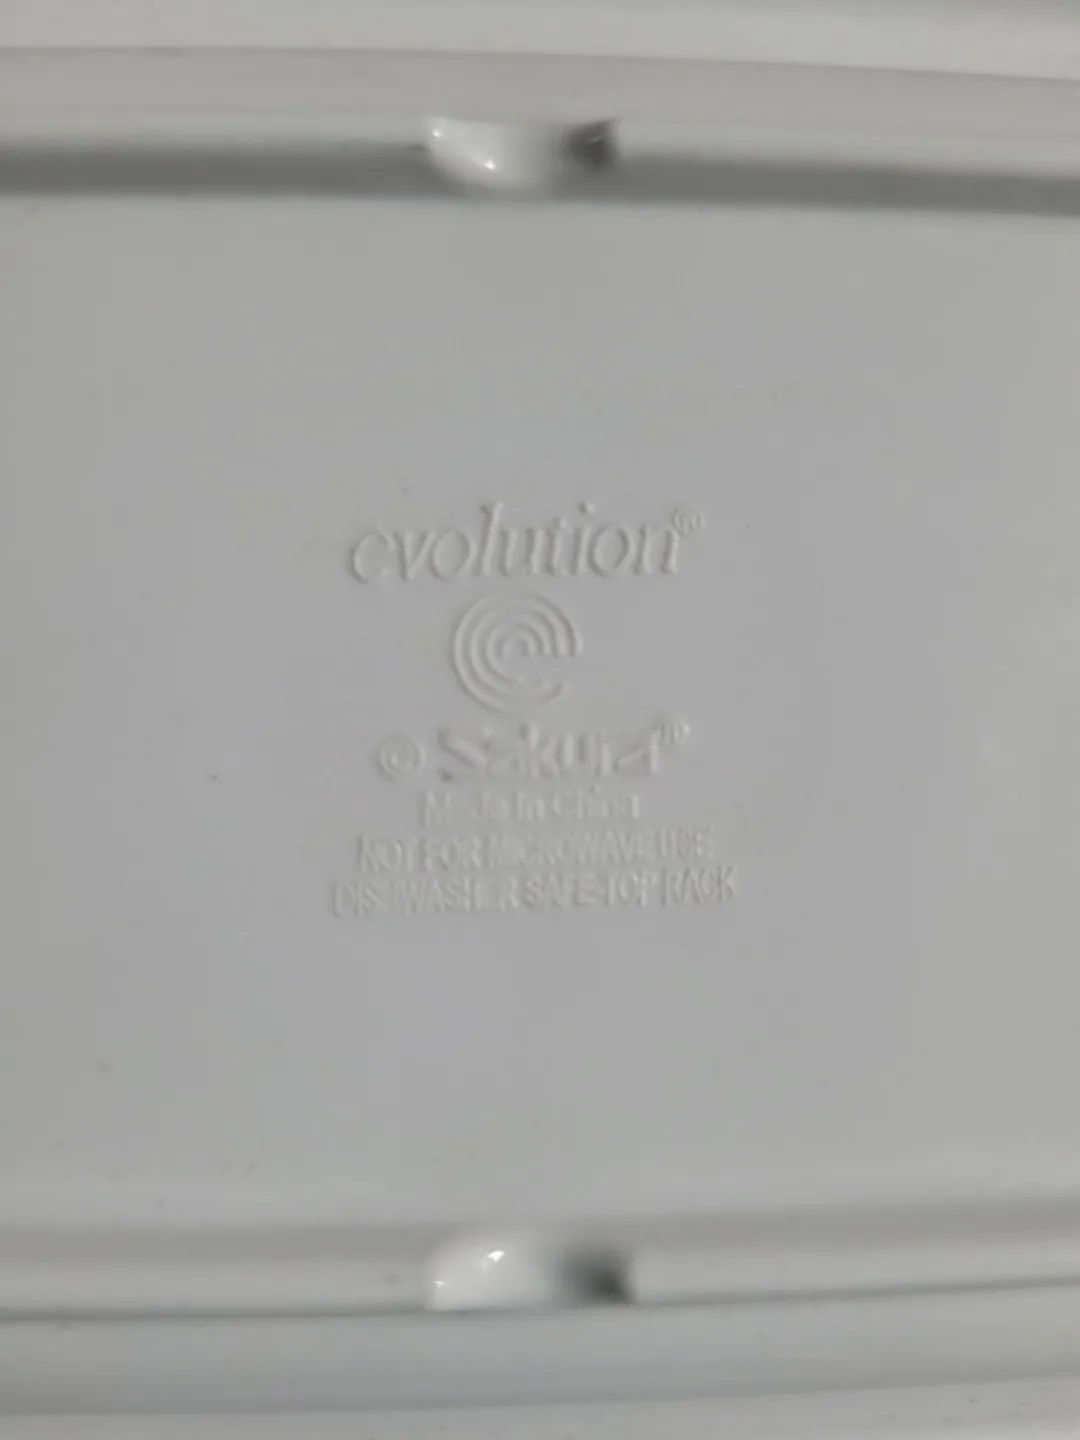 evolution®
© Sakura®
Made in China
NOT FOR MICROWAVE USE
DISHWASHER SAFE-TOP RACK